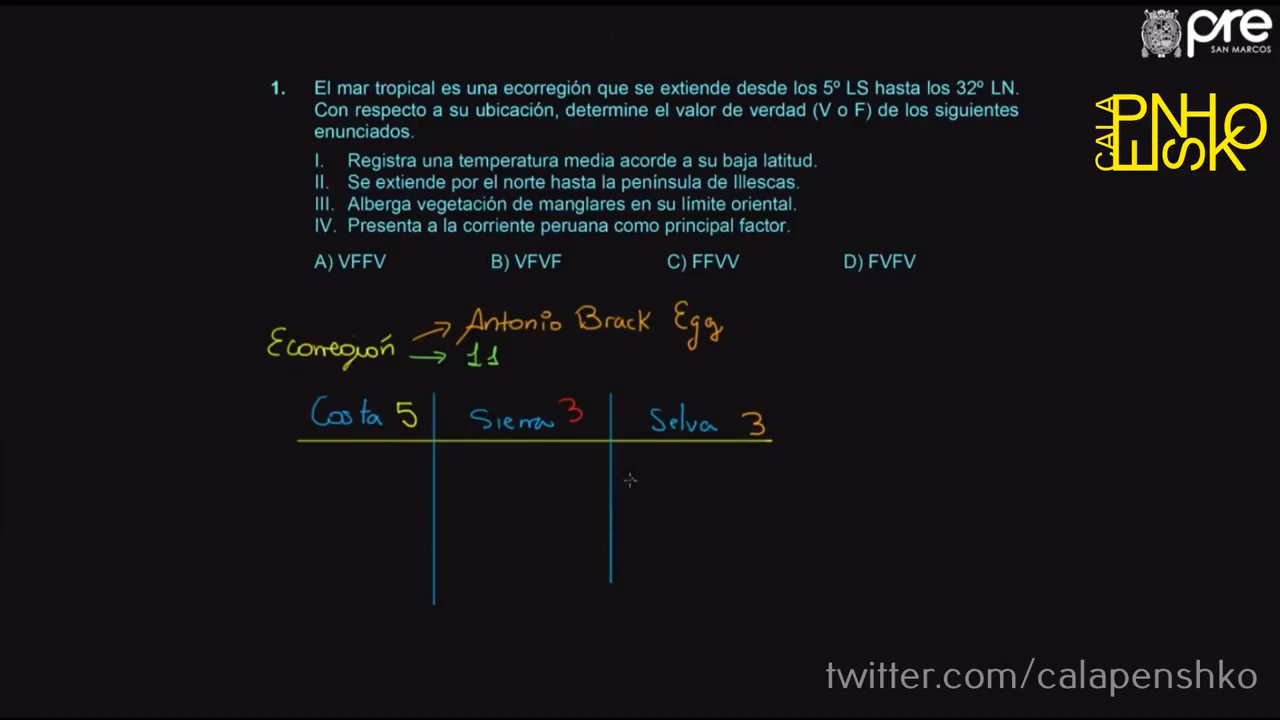 pre
SAN MARCOS
CALA
PENSHKO
1. El mar tropical es una ecorregión que se extiende desde los 5º LS hasta los 32º LN.
Con respecto a su ubicación, determine el valor de verdad (V o F) de los siguientes
enunciados.
I. Registra una temperatura media acorde a su baja latitud.
II. Se extiende por el norte hasta la península de Illescas.
III. Alberga vegetación de manglares en su límite oriental.
IV. Presenta a la corriente peruana como principal factor.
A) VFFV B) VFVF C) FFVV D) FVFV
Antonio Brack Egg
Ecorregión
11
Costa 5 Sierra 3 Selva 3
twitter.com/calapenshko